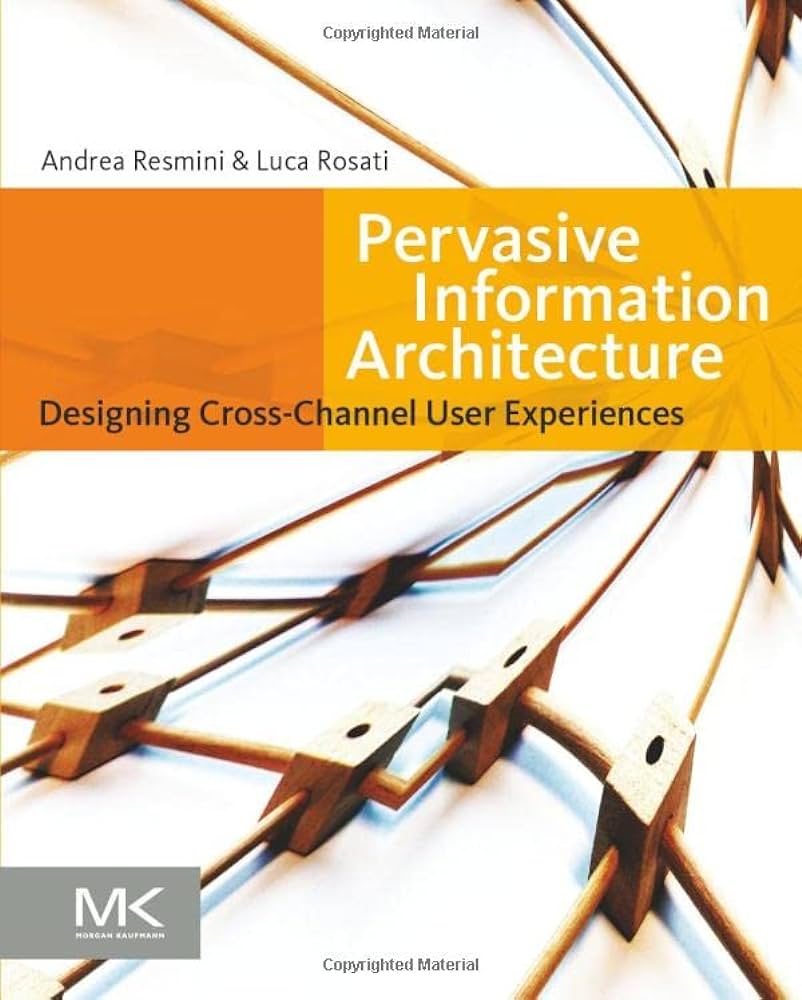 Copyrighted Material
Andrea Resmini & Luca Rosati
Pervasive
Information
Architecture
Designing Cross-Channel User Experiences
MK
MORGAN KAUFMANN
Copyrighted Material